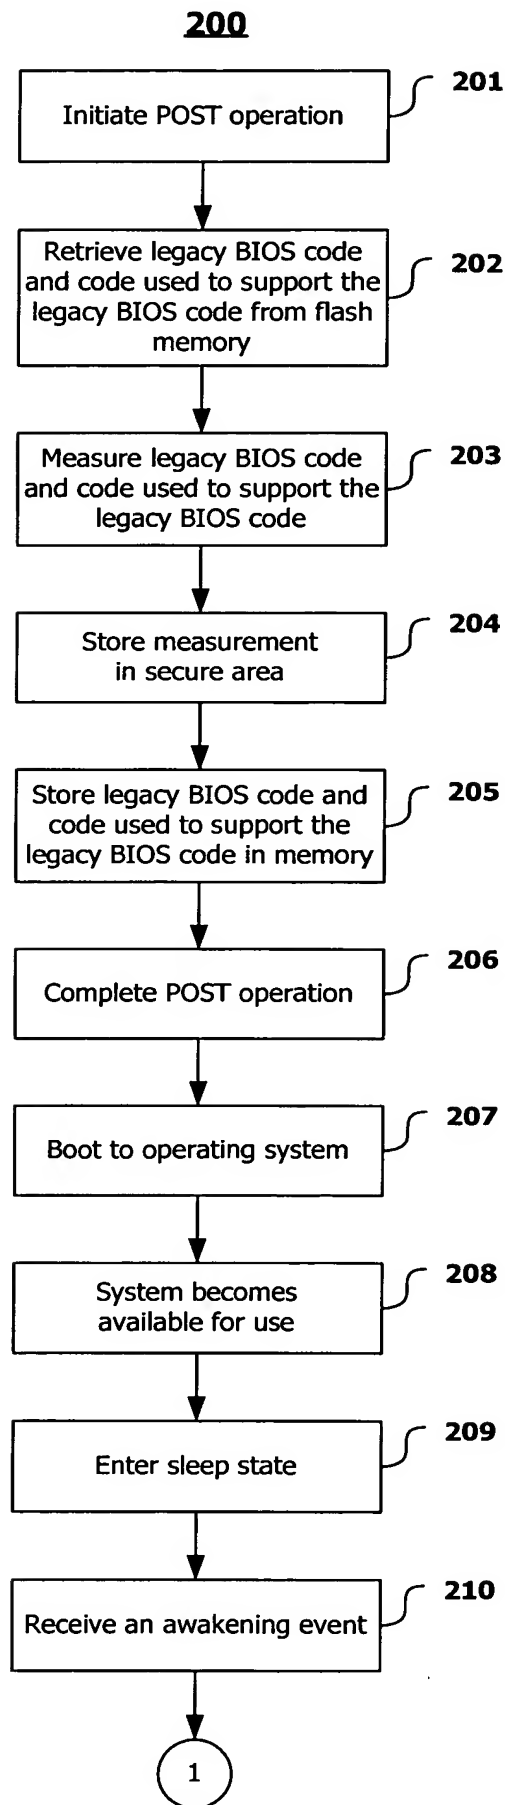 200
201
Initiate POST operation
Retrieve legacy BIOS code
and code used to support the
legacy BIOS code from flash
memory
202
Measure legacy BIOS code
and code used to support the
legacy BIOS code
203
Store measurement
in secure area
204
Store legacy BIOS code and
code used to support the
legacy BIOS code in memory
205
Complete POST operation
206
Boot to operating system
207
System becomes
available for use
208
Enter sleep state
209
Receive an awakening event
210
1